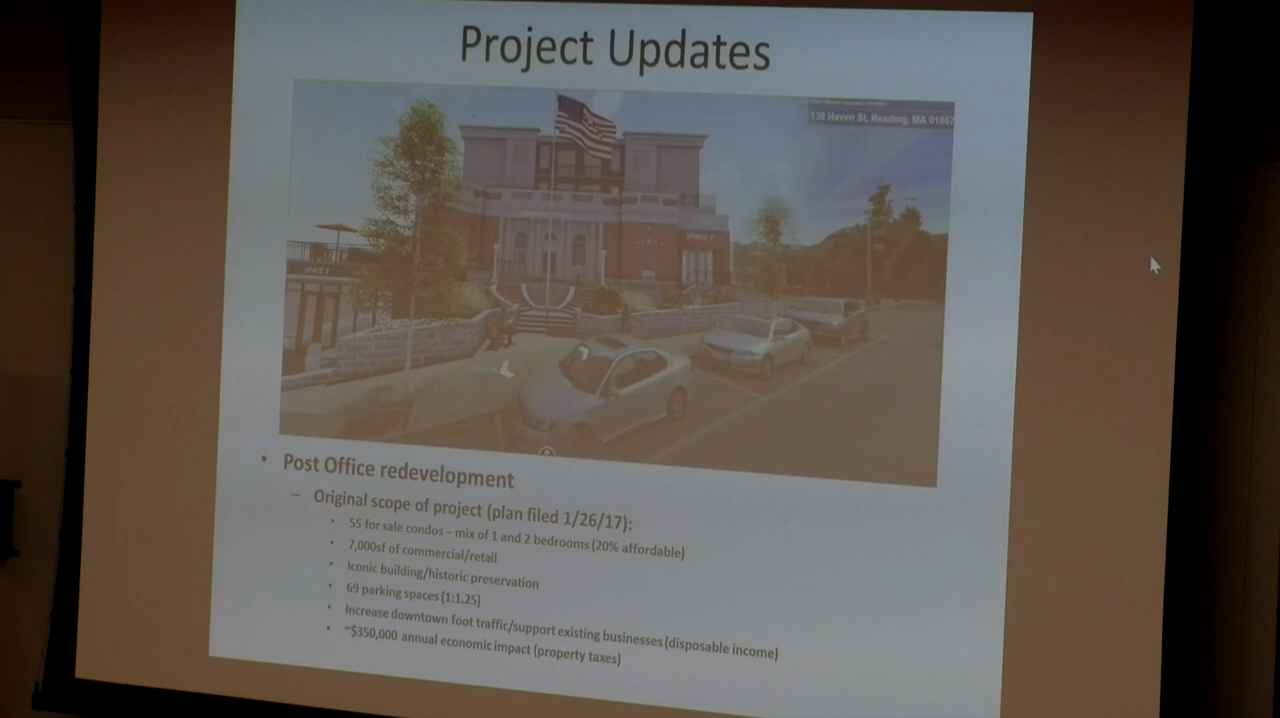 Project Updates
138 Haven St, Reading, MA 01867
SPACE 1
• Post Office redevelopment
– Original scope of project (plan filed 1/26/17):
• 55 for sale condos – mix of 1 and 2 bedrooms (20% affordable)
• 7,000sf of commercial/retail
• Iconic building/historic preservation
• 69 parking spaces (1:1.25)
• Increase downtown foot traffic/support existing businesses (disposable income)
• ~$350,000 annual economic impact (property taxes)